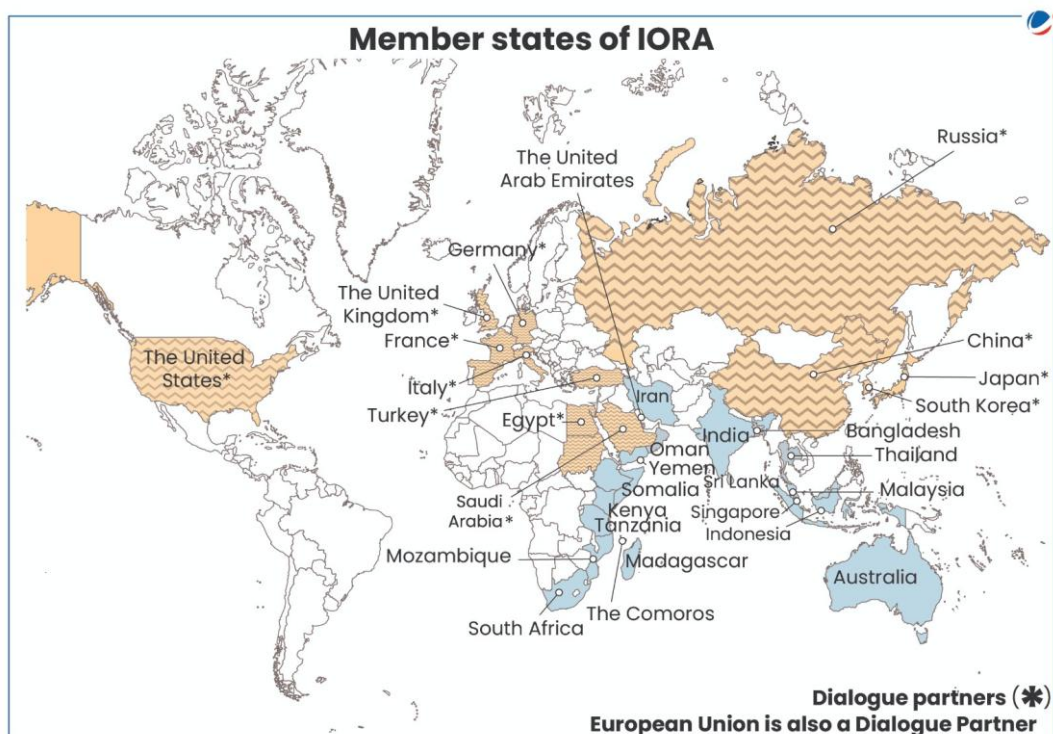 Member states of IORA
Russia*
The United
Arab Emirates
Germany*
The United
Kingdom*
France*
The United
States*
China*
Italy*
Japan*
Turkey*
Iran
South Korea*
Egypt*
India
Bangladesh
Oman
Thailand
Yemen
Saudi
Arabia*
Somalia
Sri Lanka
Malaysia
Kenya
Singapore
Tanzania
Indonesia
Mozambique
Madagascar
Australia
South Africa
The Comoros
Dialogue partners (✱)
European Union is also a Dialogue Partner